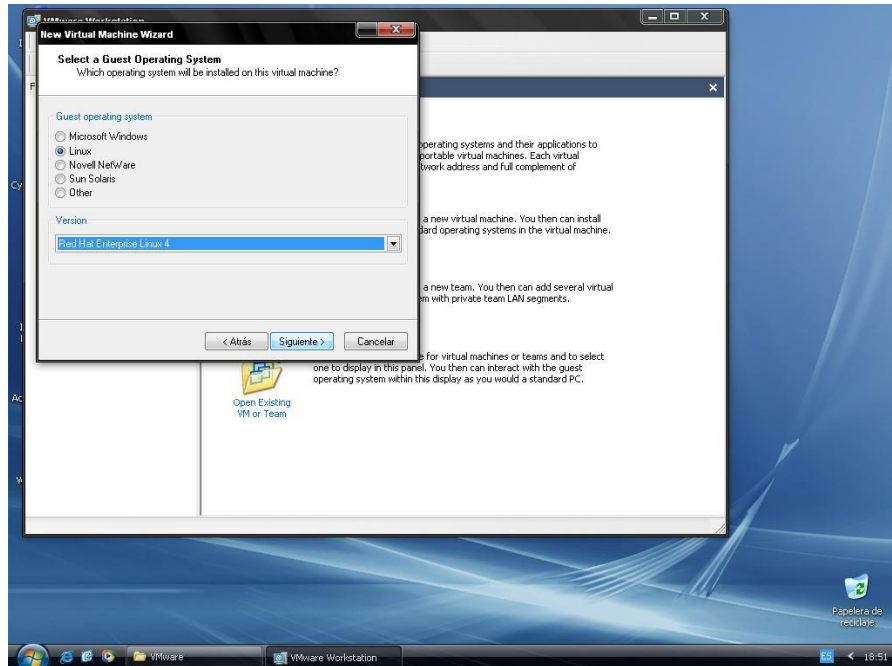 VMware Workstation
New Virtual Machine Wizard
Select a Guest Operating System
Which operating system will be installed on this virtual machine?
Guest operating system
Microsoft Windows
Linux
Novell NetWare
Sun Solaris
Other
Version
Red Hat Enterprise Linux 4
< Atrás
Siguiente >
Cancelar
operating systems and their applications to
portable virtual machines. Each virtual
twork address and full complement of
a new virtual machine. You then can install
dard operating systems in the virtual machine.
a new team. You then can add several virtual
em with private team LAN segments.
e for virtual machines or teams and to select
one to display in this panel. You then can interact with the guest
operating system within this display as you would a standard PC.
Open Existing
VM or Team
Papelera de
reciclaje
VMware
VMware Workstation
ES
18:51